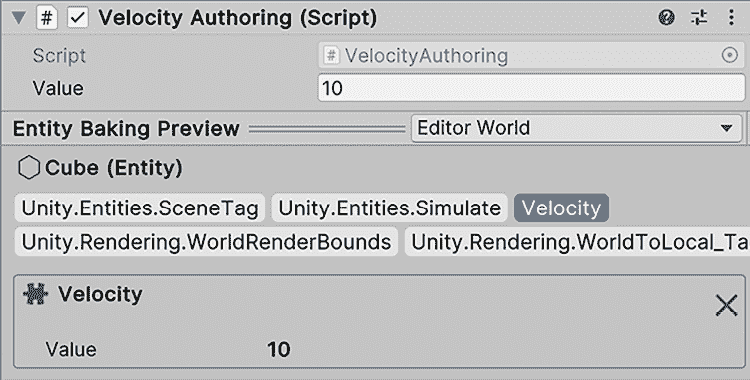 # Velocity Authoring (Script)
Script # VelocityAuthoring
Value 10
Entity Baking Preview Editor World
Cube (Entity)
Unity.Entities.SceneTag Unity.Entities.Simulate Velocity
Unity.Rendering.WorldRenderBounds Unity.Rendering.WorldToLocal_Ta
Velocity
Value 10